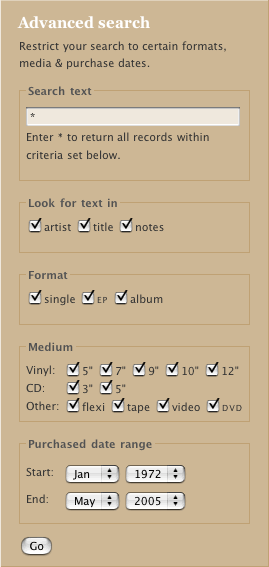 Advanced search
Restrict your search to certain formats,
media & purchase dates.
Search text
*
Enter * to return all records within
criteria set below.
Look for text in
artist title notes
Format
single EP album
Medium
Vinyl: 5" 7" 9" 10" 12"
CD: 3" 5"
Other: flexi tape video DVD
Purchased date range
Start: Jan 1972
End: May 2005
Go